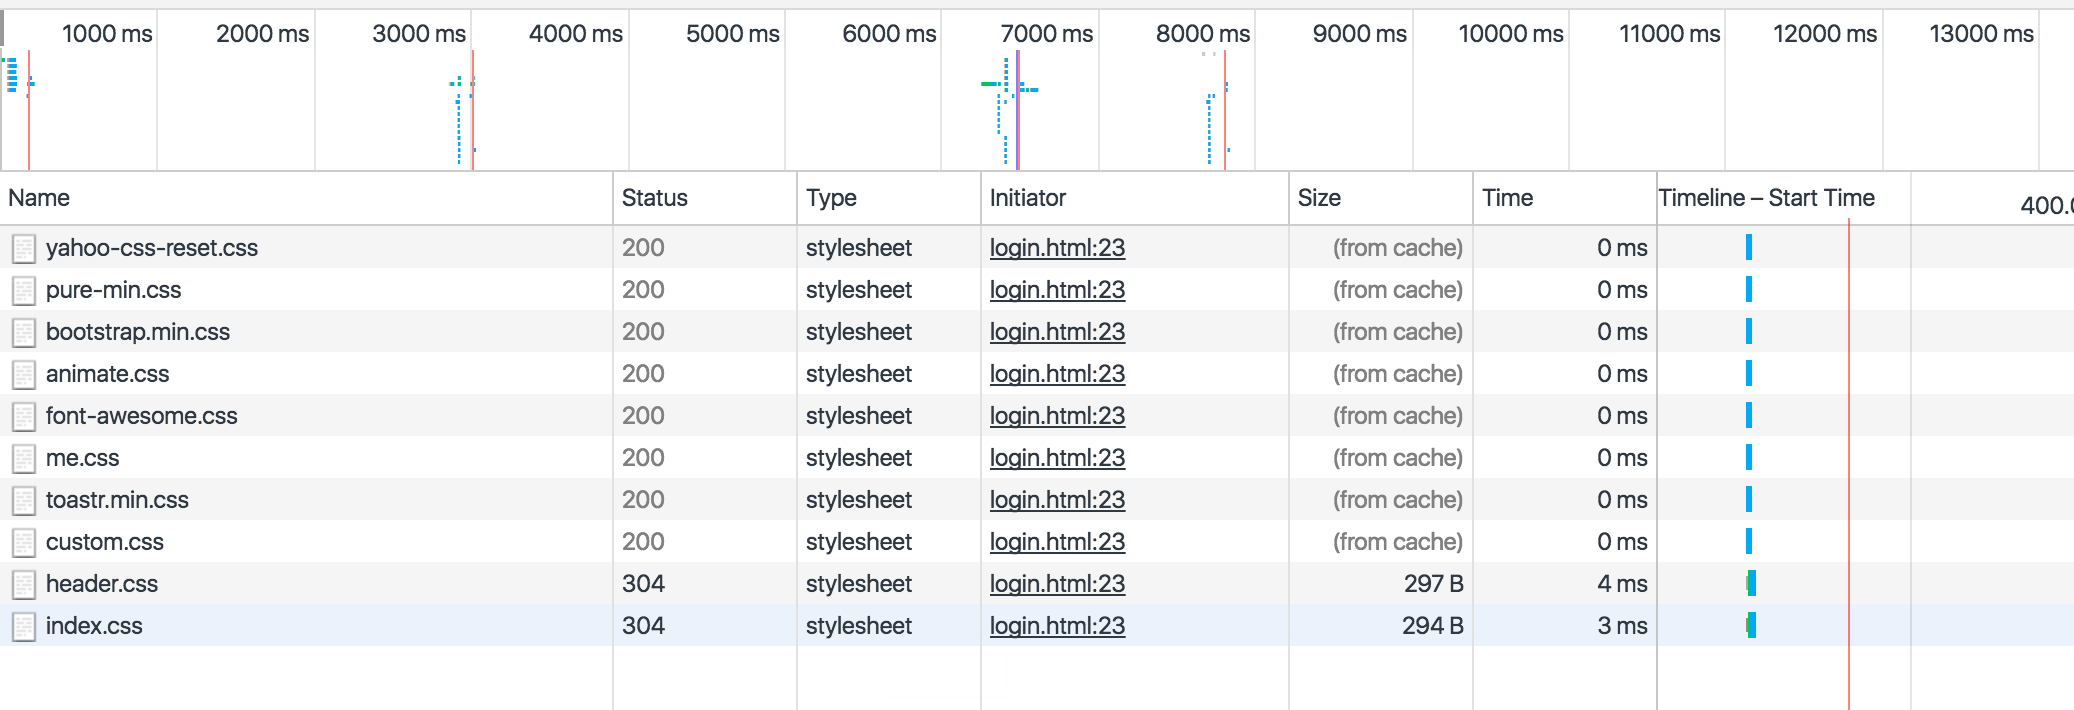 1000 ms 2000 ms 3000 ms 4000 ms 5000 ms 6000 ms 7000 ms 8000 ms 9000 ms 10000 ms 11000 ms 12000 ms 13000 ms
Name Status Type Initiator Size Time Timeline – Start Time 400.0
yahoo-css-reset.css 200 stylesheet login.html:23 (from cache) 0 ms
pure-min.css 200 stylesheet login.html:23 (from cache) 0 ms
bootstrap.min.css 200 stylesheet login.html:23 (from cache) 0 ms
animate.css 200 stylesheet login.html:23 (from cache) 0 ms
font-awesome.css 200 stylesheet login.html:23 (from cache) 0 ms
me.css 200 stylesheet login.html:23 (from cache) 0 ms
toastr.min.css 200 stylesheet login.html:23 (from cache) 0 ms
custom.css 200 stylesheet login.html:23 (from cache) 0 ms
header.css 304 stylesheet login.html:23 297 B 4 ms
index.css 304 stylesheet login.html:23 294 B 3 ms